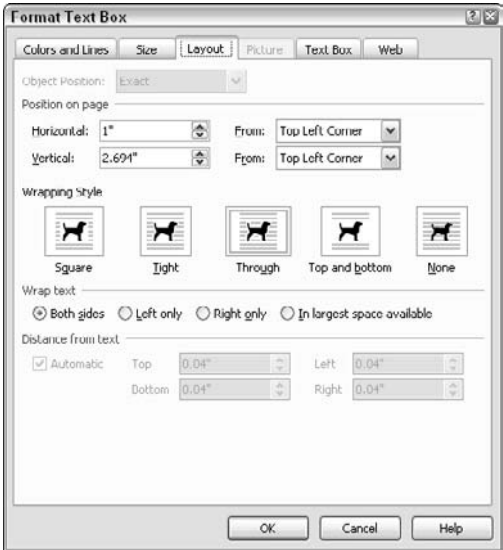 Format Text Box
Colors and Lines Size Layout Picture Text Box Web
Object Position: Exact
Position on page
Horizontal: 1" From: Top Left Corner
Vertical: 2.694" From: Top Left Corner
Wrapping Style
Square Tight Through Top and bottom None
Wrap text
Both sides Left only Right only In largest space available
Distance from text
Automatic Top 0.04" Left 0.04"
Bottom 0.04" Right 0.04"
OK Cancel Help